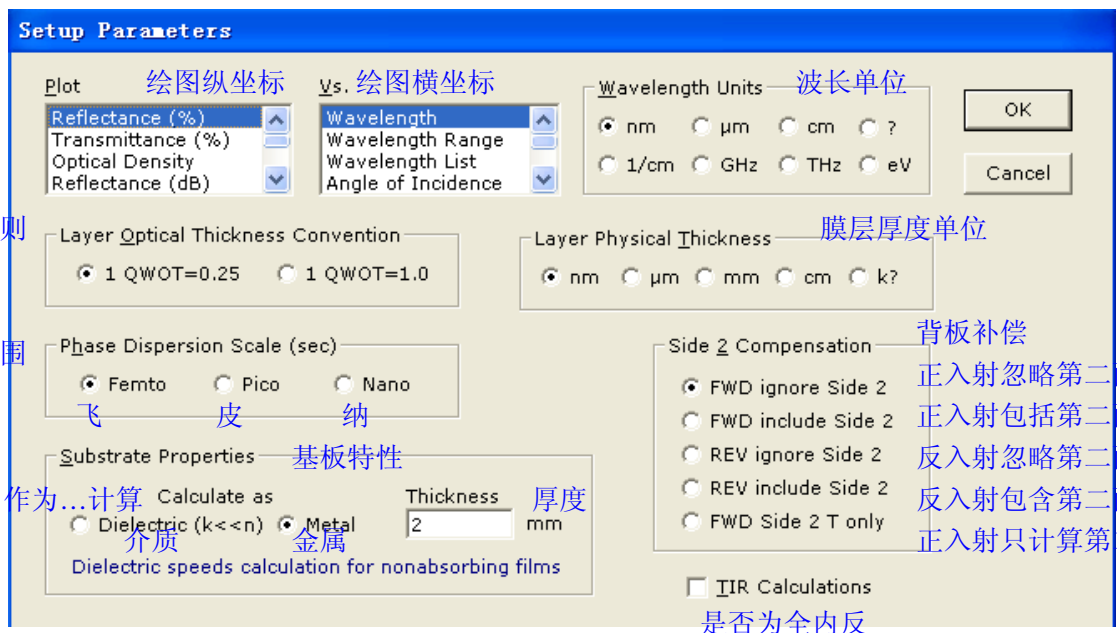 Setup Parameters
Plot 绘图纵坐标
Reflectance (%)
Transmittance (%)
Optical Density
Reflectance (dB)
Vs. 绘图横坐标
Wavelength
Wavelength Range
Wavelength List
Angle of Incidence
Wavelength Units 波长单位
nm μm cm ?
1/cm GHz THz eV
OK
Cancel
则
Layer Optical Thickness Convention
1 QWOT=0.25 1 QWOT=1.0
Layer Physical Thickness 膜层厚度单位
nm μm mm cm k?
围
Phase Dispersion Scale (sec)
Femto Pico Nano
飞 皮 纳
背板补偿
Side 2 Compensation
FWD ignore Side 2 正入射忽略第二
FWD include Side 2 正入射包括第二
REV ignore Side 2 反入射忽略第二
REV include Side 2 反入射包含第二
FWD Side 2 T only 正入射只计算第
Substrate Properties 基板特性
作为...计算 Calculate as Thickness 厚度
Dielectric (k<<n) Metal 2 mm
介质 金属
Dielectric speeds calculation for nonabsorbing films
TIR Calculations
是否为全内反